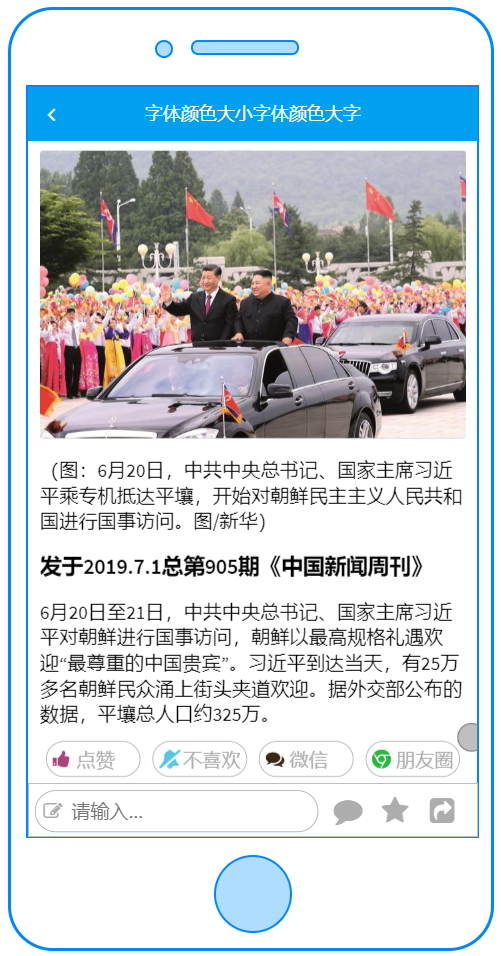 字体颜色大小字体颜色大字
（图：6月20日，中共中央总书记、国家主席习近
平乘专机抵达平壤，开始对朝鲜民主主义人民共和
国进行国事访问。图/新华）
发于2019.7.1总第905期《中国新闻周刊》
6月20日至21日，中共中央总书记、国家主席习近
平对朝鲜进行国事访问，朝鲜以最高规格礼遇欢
迎“最尊重的中国贵宾”。习近平到达当天，有25万
多名朝鲜民众涌上街头夹道欢迎。据外交部公布的
数据，平壤总人口约325万。
点赞 不喜欢 微信 朋友圈
请输入...